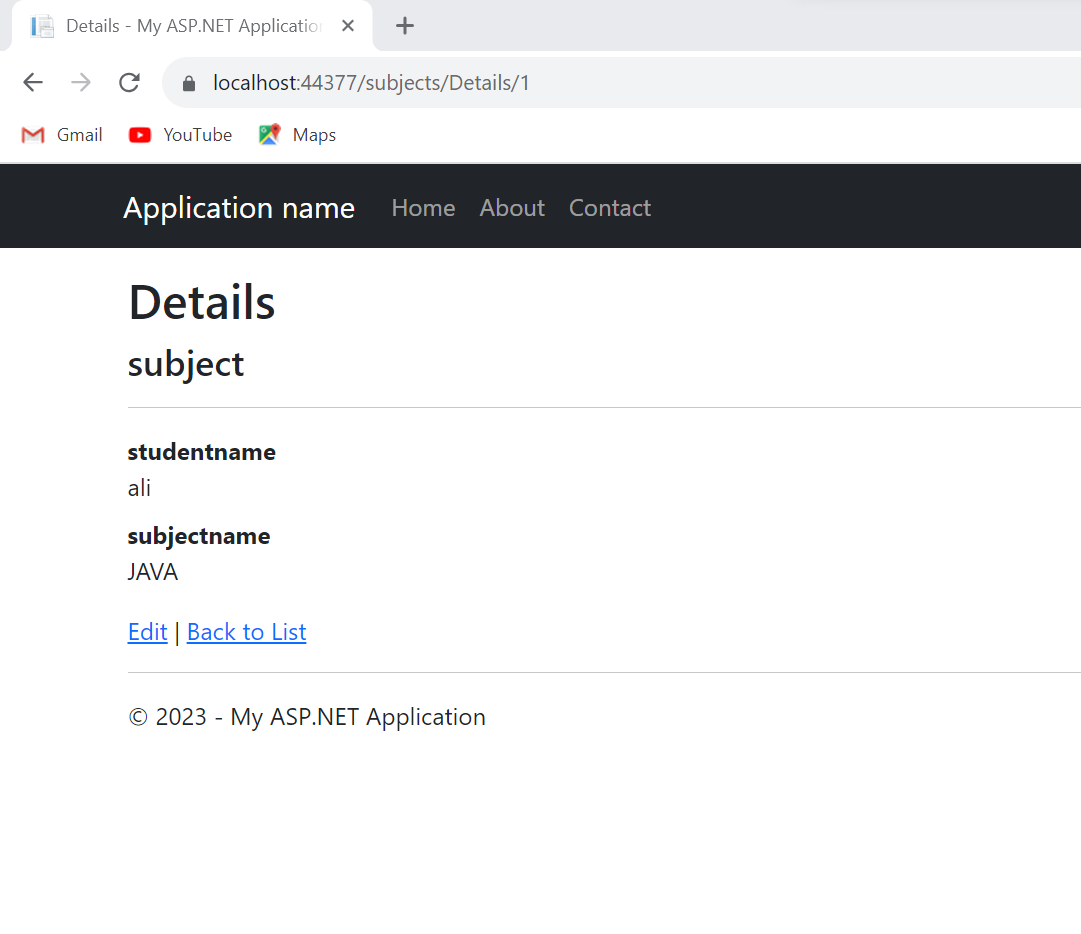 Details - My ASP.NET Application
localhost:44377/subjects/Details/1
Gmail YouTube Maps
Application name Home About Contact
Details
subject
studentname
ali
subjectname
JAVA
Edit | Back to List
© 2023 - My ASP.NET Application